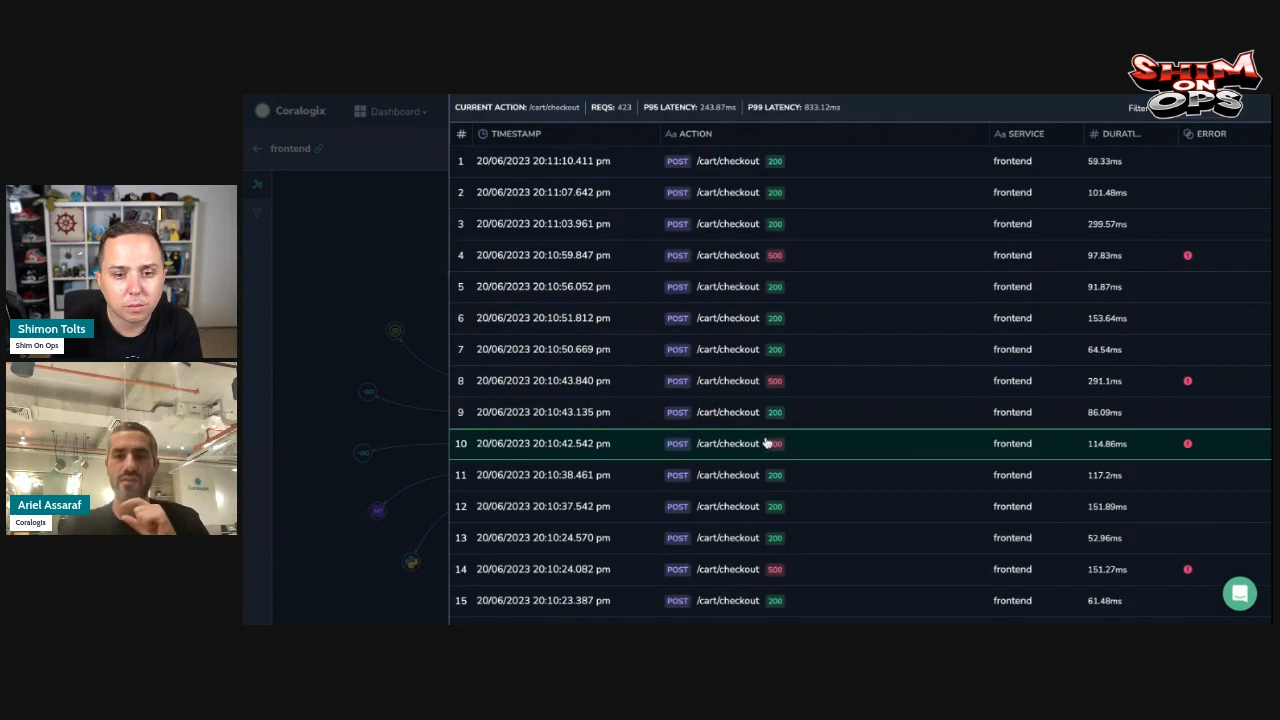 SHIM
ON
OPS
Coralogix
Dashboard
CURRENT ACTION: /cart/checkout | REQS: 423 | P95 LATENCY: 243.87ms | P99 LATENCY: 833.12ms
Filter
frontend
# TIMESTAMP Aa ACTION Aa SERVICE # DURATI... ERROR
1 20/06/2023 20:11:10.411 pm POST /cart/checkout 200 frontend 59.33ms
2 20/06/2023 20:11:07.642 pm POST /cart/checkout 200 frontend 101.48ms
3 20/06/2023 20:11:03.961 pm POST /cart/checkout 200 frontend 299.57ms
4 20/06/2023 20:10:59.847 pm POST /cart/checkout 500 frontend 97.83ms
5 20/06/2023 20:10:56.052 pm POST /cart/checkout 200 frontend 91.87ms
6 20/06/2023 20:10:51.812 pm POST /cart/checkout 200 frontend 153.64ms
7 20/06/2023 20:10:50.669 pm POST /cart/checkout 200 frontend 64.54ms
8 20/06/2023 20:10:43.840 pm POST /cart/checkout 500 frontend 291.1ms
9 20/06/2023 20:10:43.135 pm POST /cart/checkout 200 frontend 86.09ms
10 20/06/2023 20:10:42.542 pm POST /cart/checkout frontend 114.86ms
11 20/06/2023 20:10:38.461 pm POST /cart/checkout 200 frontend 117.2ms
12 20/06/2023 20:10:37.542 pm POST /cart/checkout 200 frontend 151.89ms
13 20/06/2023 20:10:24.570 pm POST /cart/checkout 200 frontend 52.96ms
14 20/06/2023 20:10:24.082 pm POST /cart/checkout 500 frontend 151.27ms
15 20/06/2023 20:10:23.387 pm POST /cart/checkout 200 frontend 61.48ms
Shimon Tolts
Shim On Ops
Coralogix
Ariel Assaraf
Coralogix